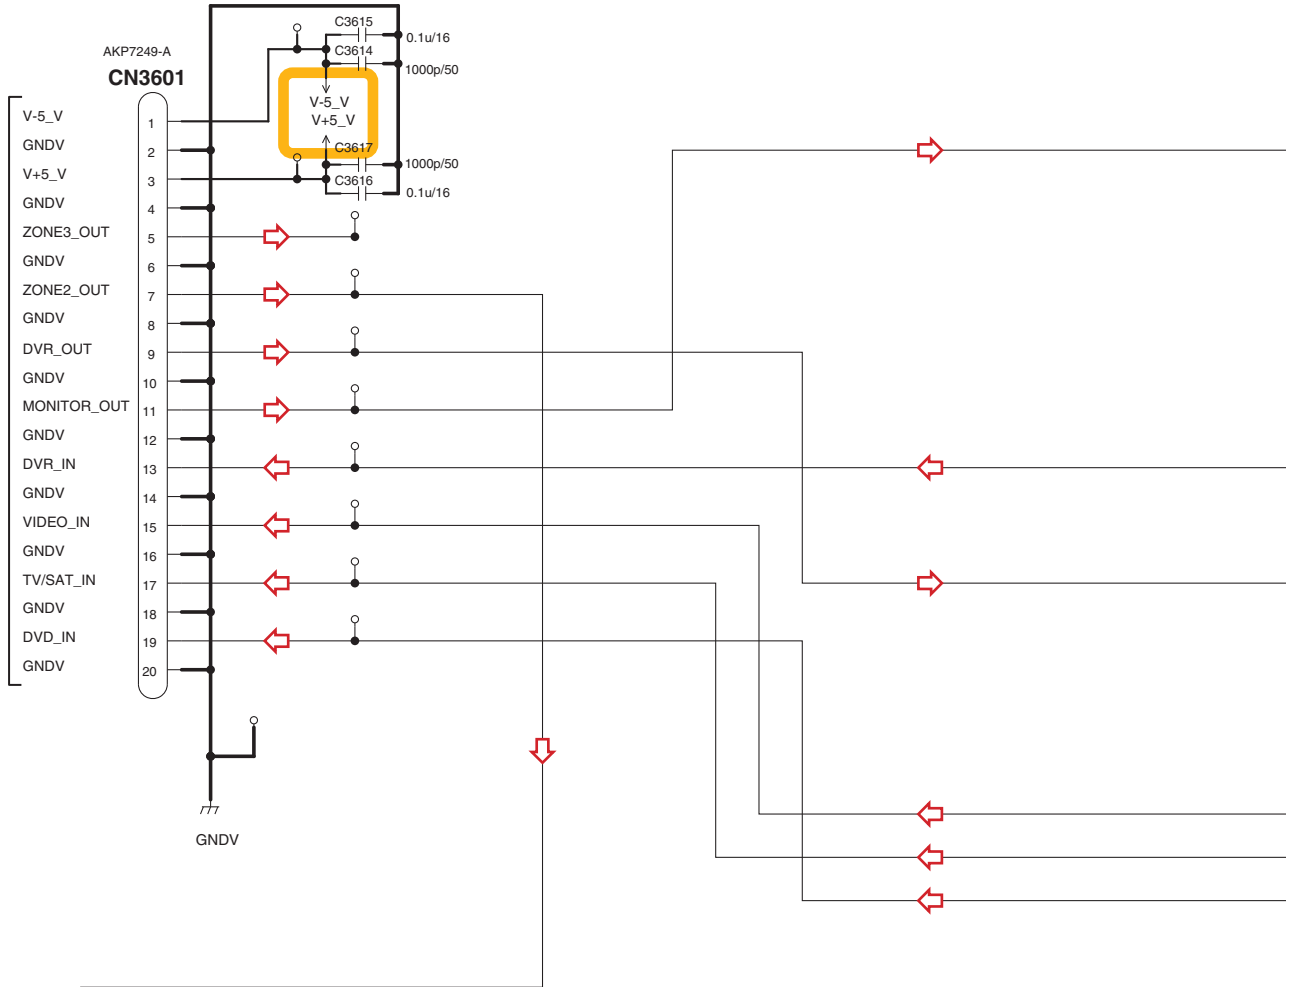 C3615
0.1u/16
AKP7249-A
C3614
1000p/50
CN3601
V-5_V
V+5_V
C3617
1000p/50
C3616
0.1u/16
V-5_V 1
GNDV 2
V+5_V 3
GNDV 4
ZONE3_OUT 5
GNDV 6
ZONE2_OUT 7
GNDV 8
DVR_OUT 9
GNDV 10
MONITOR_OUT 11
GNDV 12
DVR_IN 13
GNDV 14
VIDEO_IN 15
GNDV 16
TV/SAT_IN 17
GNDV 18
DVD_IN 19
GNDV 20
GNDV